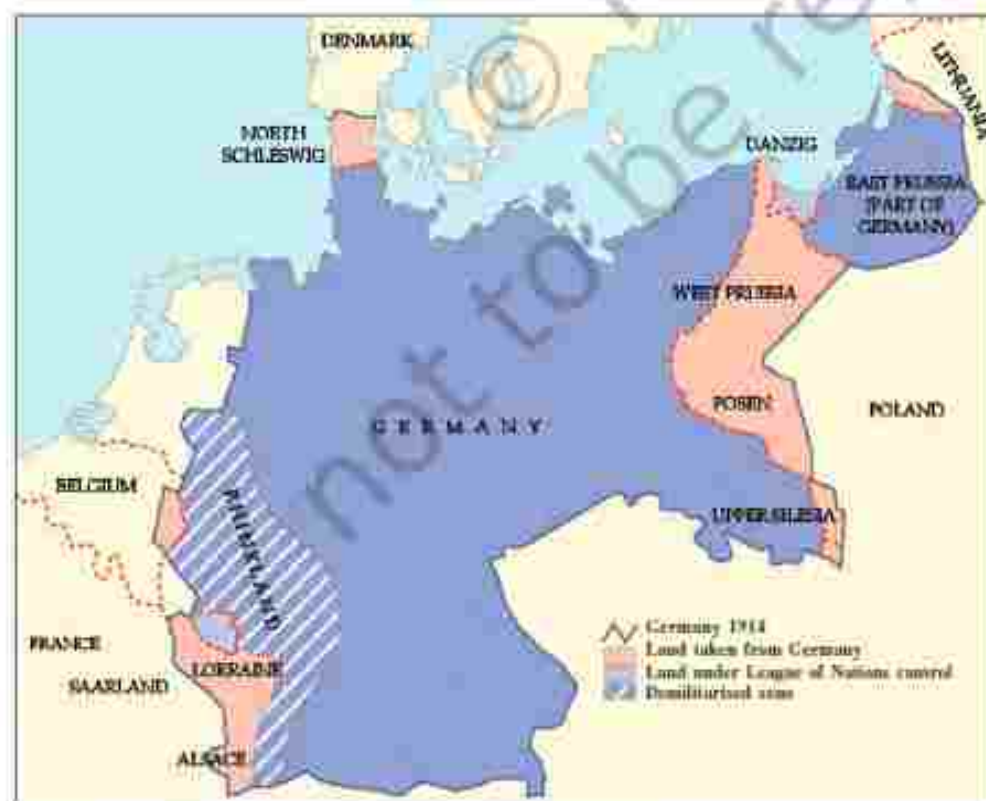 ©
not to be re
DENMARK
LITHUANIA
NORTH
SCHLESWIG
DANZIG
EAST PRUSSIA
(PART OF
GERMANY)
WEST PRUSSIA
GERMANY
POSEN
POLAND
BELGIUM
RHINELAND
UPPER SILESIA
FRANCE
LORRAINE
SAARLAND
ALSACE
Germany 1914
Land taken from Germany
Land under League of Nations control
Demilitarised zone